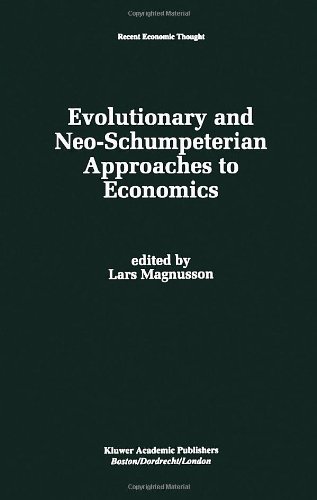 Recent Economic Thought
Evolutionary and
Neo-Schumpeterian
Approaches to
Economics
edited by
Lars Magnusson
Kluwer Academic Publishers
Boston/Dordrecht/London